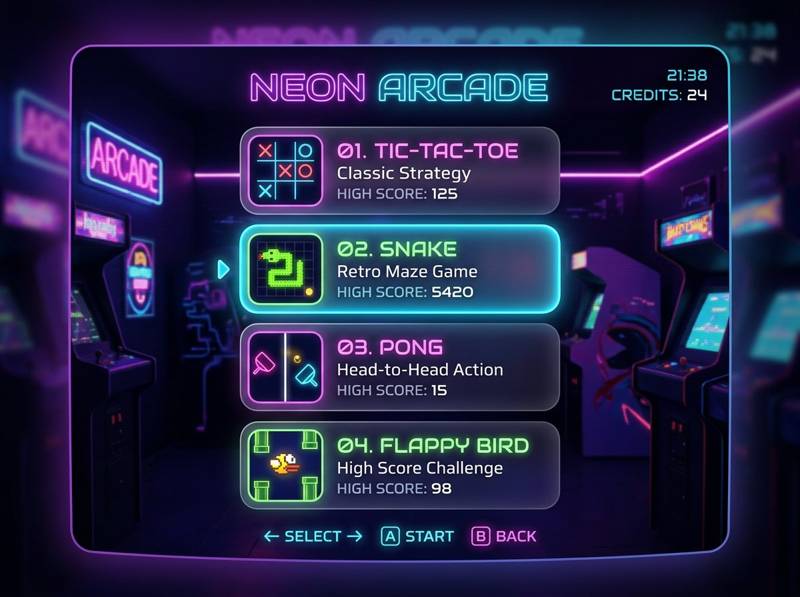 NEON ARCADE
21:38
CREDITS: 24
ARCADE
01. TIC-TAC-TOE
Classic Strategy
HIGH SCORE: 125
02. SNAKE
Retro Maze Game
HIGH SCORE: 5420
03. PONG
Head-to-Head Action
HIGH SCORE: 15
04. FLAPPY BIRD
High Score Challenge
HIGH SCORE: 98
← SELECT → A START B BACK